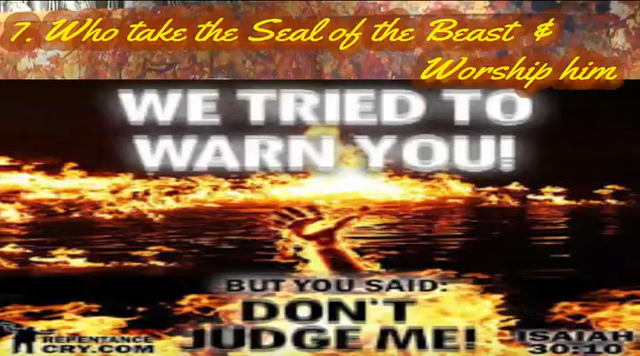 7. Who take the Seal of the Beast &
Worship him
WE TRIED TO
WARN YOU!
BUT YOU SAID:
DON'T
JUDGE ME!
REPENTANCE
CRY.COM
ISAIAH
30:10